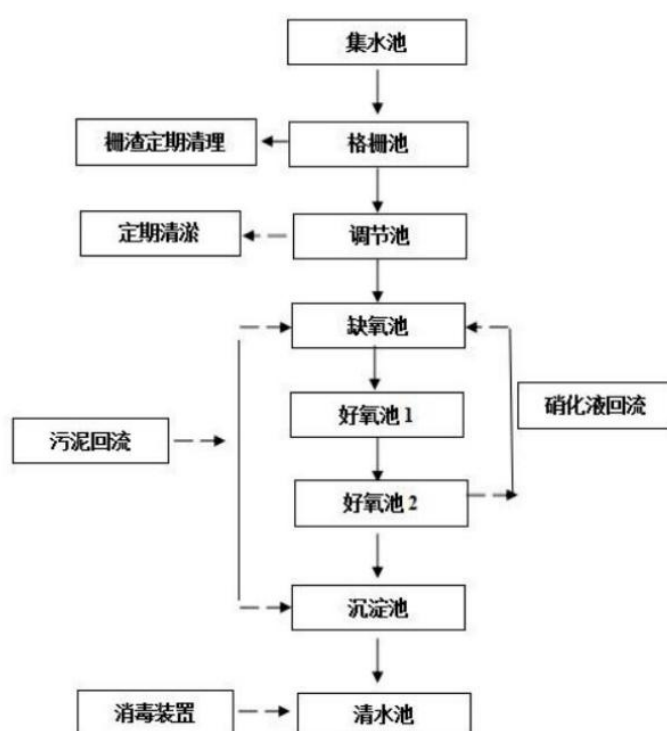 集水池
栅渣定期清理
格栅池
定期清淤
调节池
缺氧池
好氧池 1
硝化液回流
污泥回流
好氧池 2
沉淀池
消毒装置
清水池